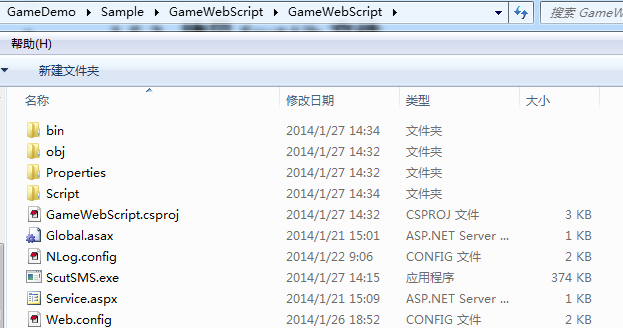 GameDemo ▸ Sample ▸ GameWebScript ▸ GameWebScript ▸ 搜索 GameW
帮助(H)
新建文件夹
名称 修改日期 类型 大小
bin 2014/1/27 14:34 文件夹
obj 2014/1/27 14:32 文件夹
Properties 2014/1/27 14:32 文件夹
Script 2014/1/27 14:34 文件夹
GameWebScript.csproj 2014/1/27 14:32 CSPROJ 文件 3 KB
Global.asax 2014/1/21 15:01 ASP.NET Server ... 1 KB
NLog.config 2014/1/22 9:06 CONFIG 文件 2 KB
ScutSMS.exe 2014/1/27 14:15 应用程序 374 KB
Service.aspx 2014/1/21 15:09 ASP.NET Server ... 1 KB
Web.config 2014/1/26 18:52 CONFIG 文件 2 KB